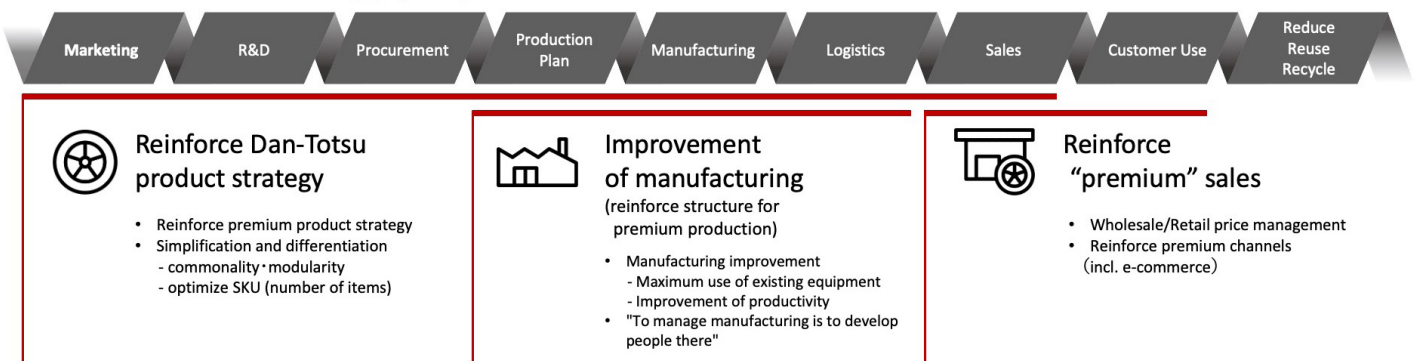 Marketing
R&D
Procurement
Production
Plan
Manufacturing
Logistics
Sales
Customer Use
Reduce
Reuse
Recycle
Reinforce Dan-Totsu
product strategy
• Reinforce premium product strategy
• Simplification and differentiation
- commonality・modularity
- optimize SKU (number of items)
Improvement
of manufacturing
(reinforce structure for
premium production)
• Manufacturing improvement
- Maximum use of existing equipment
- Improvement of productivity
• "To manage manufacturing is to develop
people there"
Reinforce
“premium” sales
• Wholesale/Retail price management
• Reinforce premium channels
（incl. e-commerce）